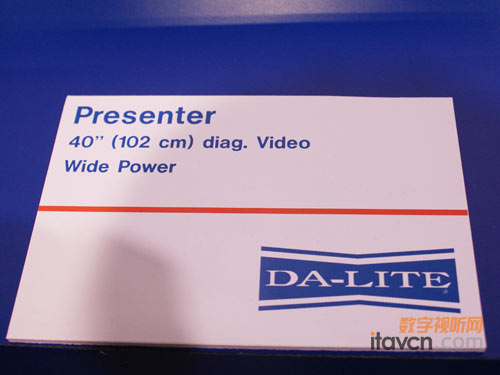 Presenter
40" (102 cm) diag. Video
Wide Power
DA-LITE
数字视听网
itavcn.com